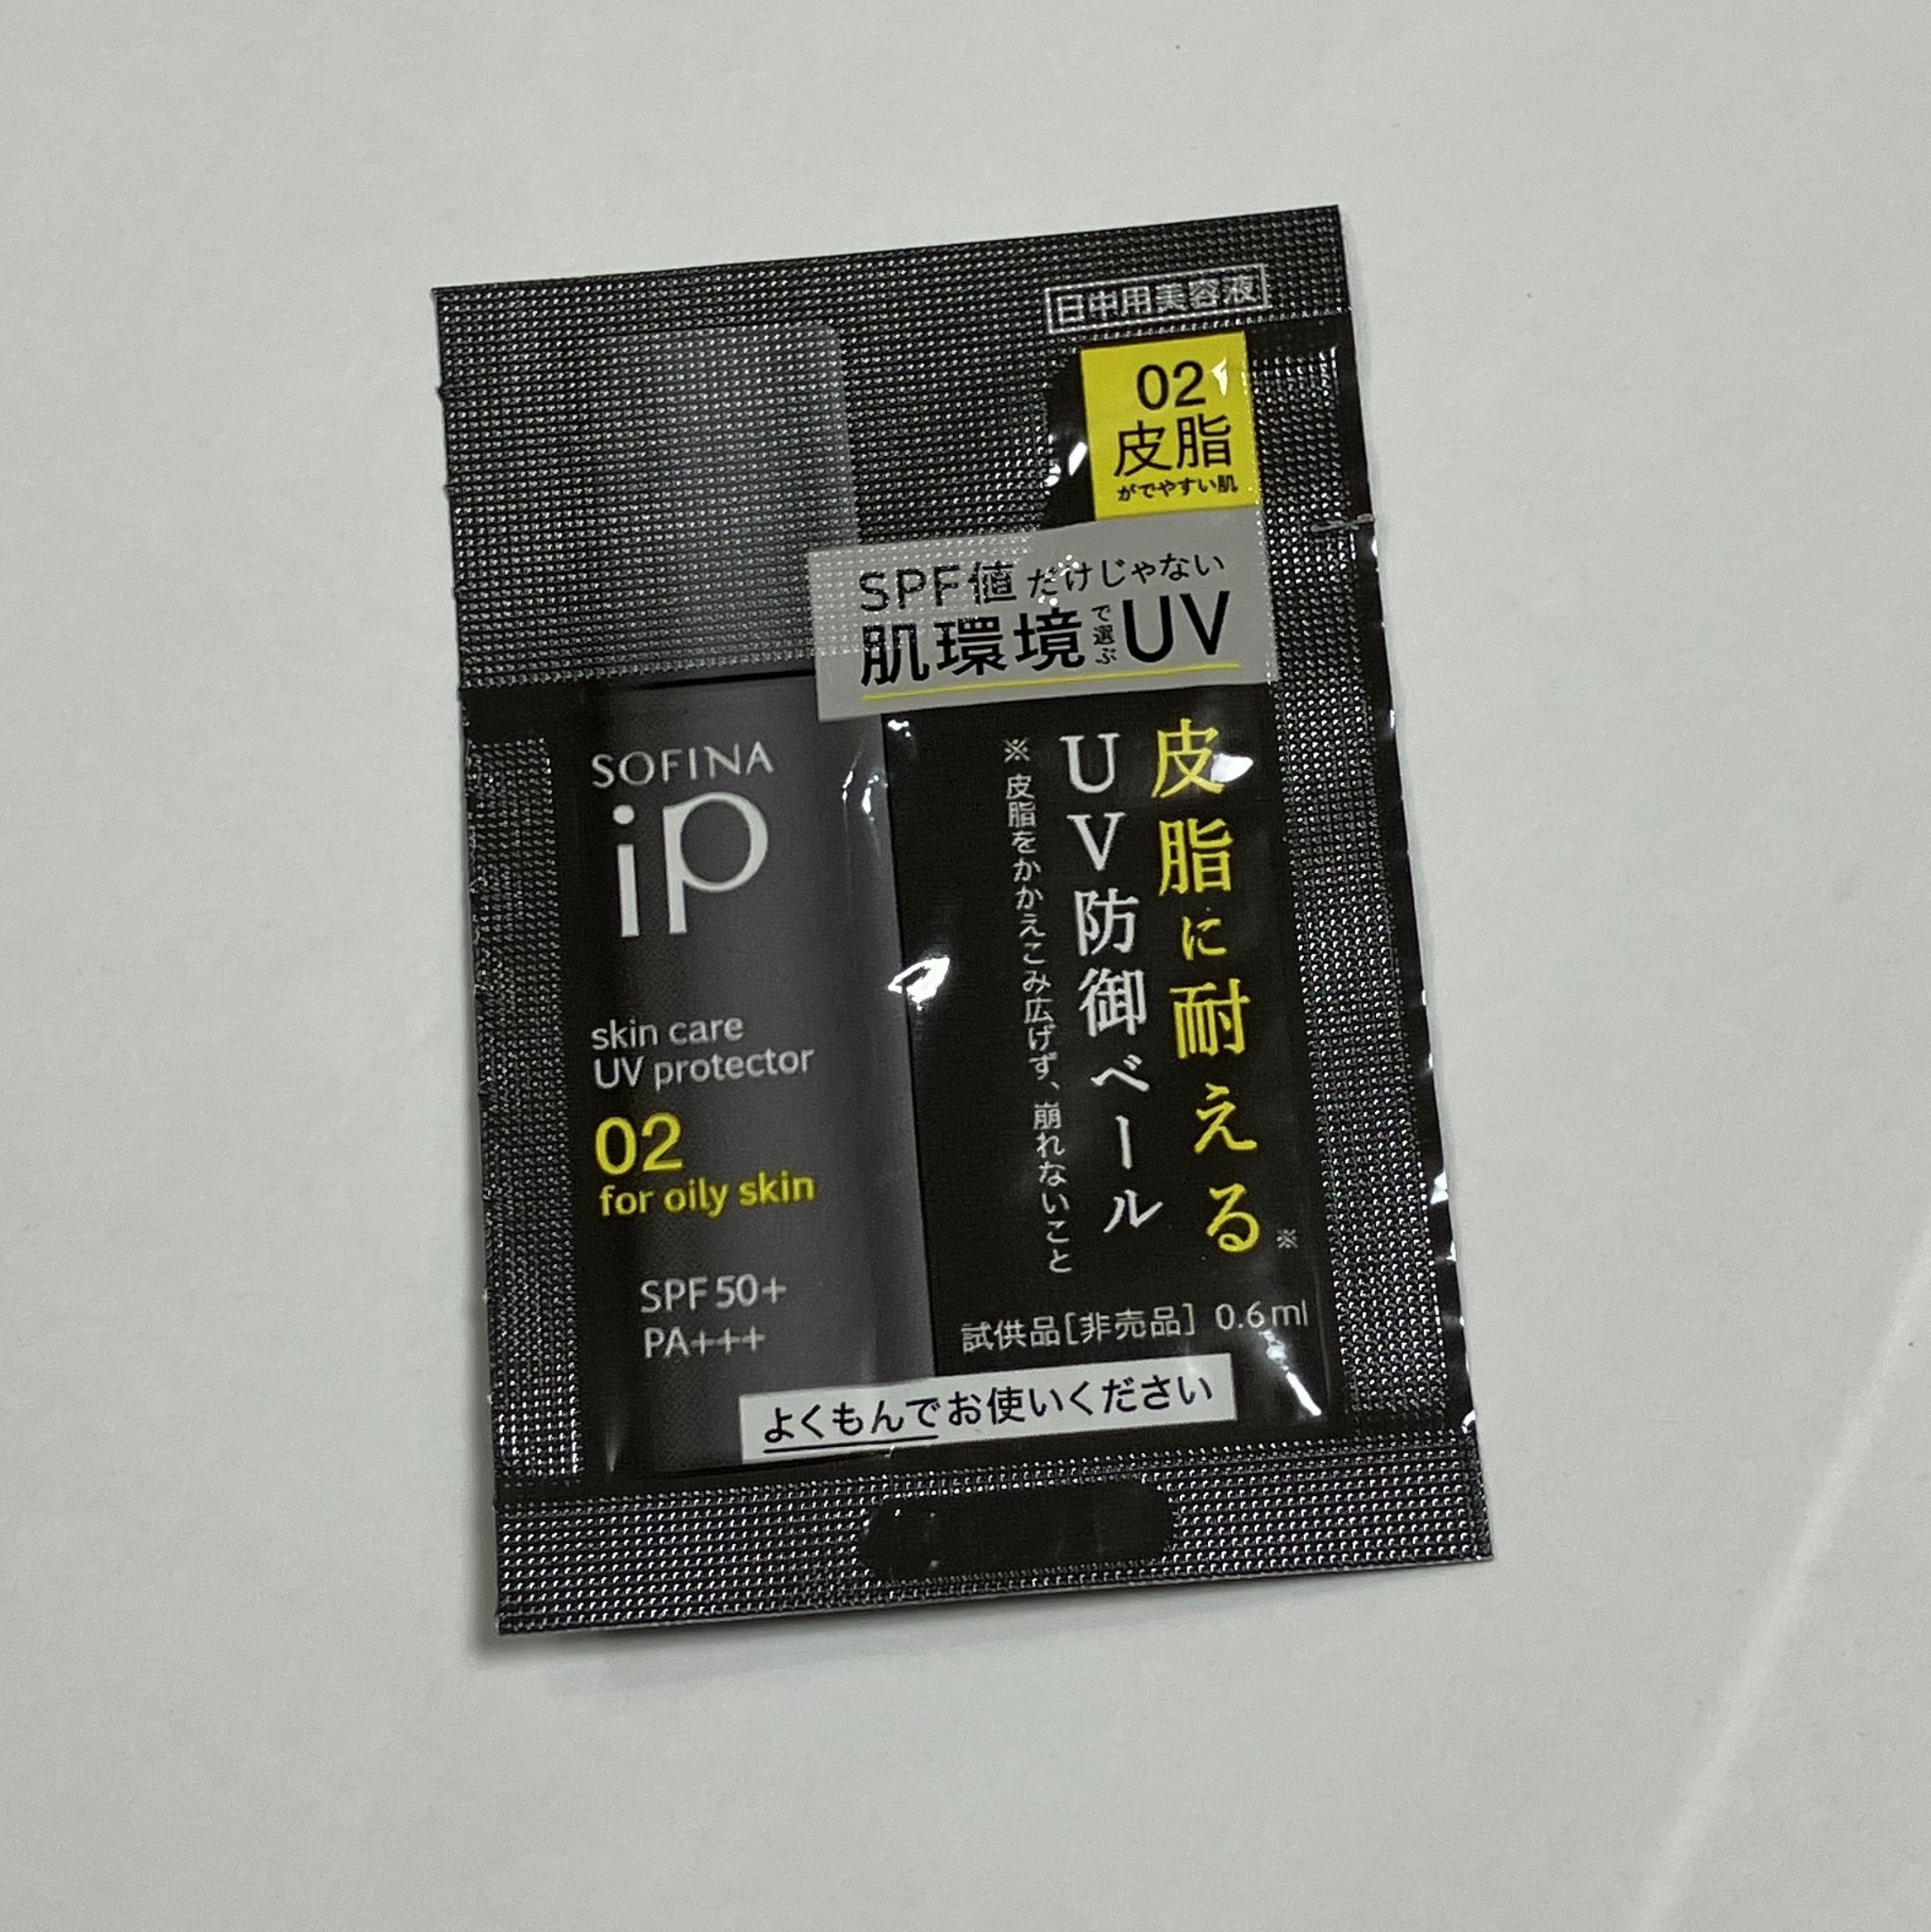 日中用美容液
02
皮脂
がでやすい肌
SPF値だけじゃない
肌環境で選ぶUV
皮脂に耐える※
UV防御ベール
※皮脂をかかえこみ広げず、崩れないこと
SOFINA
iP
skin care
UV protector
02
for oily skin
SPF 50+
PA+++
試供品[非売品] 0.6ml
よくもんでお使いください